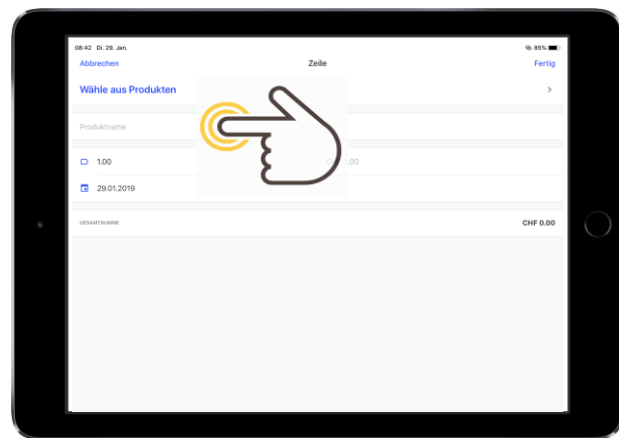 08:42 Di. 29. Jan. 85%
Abbrechen Zeile Fertig
Wähle aus Produkten
Produktname
1.00
29.01.2019
GESAMTSUMME CHF 0.00